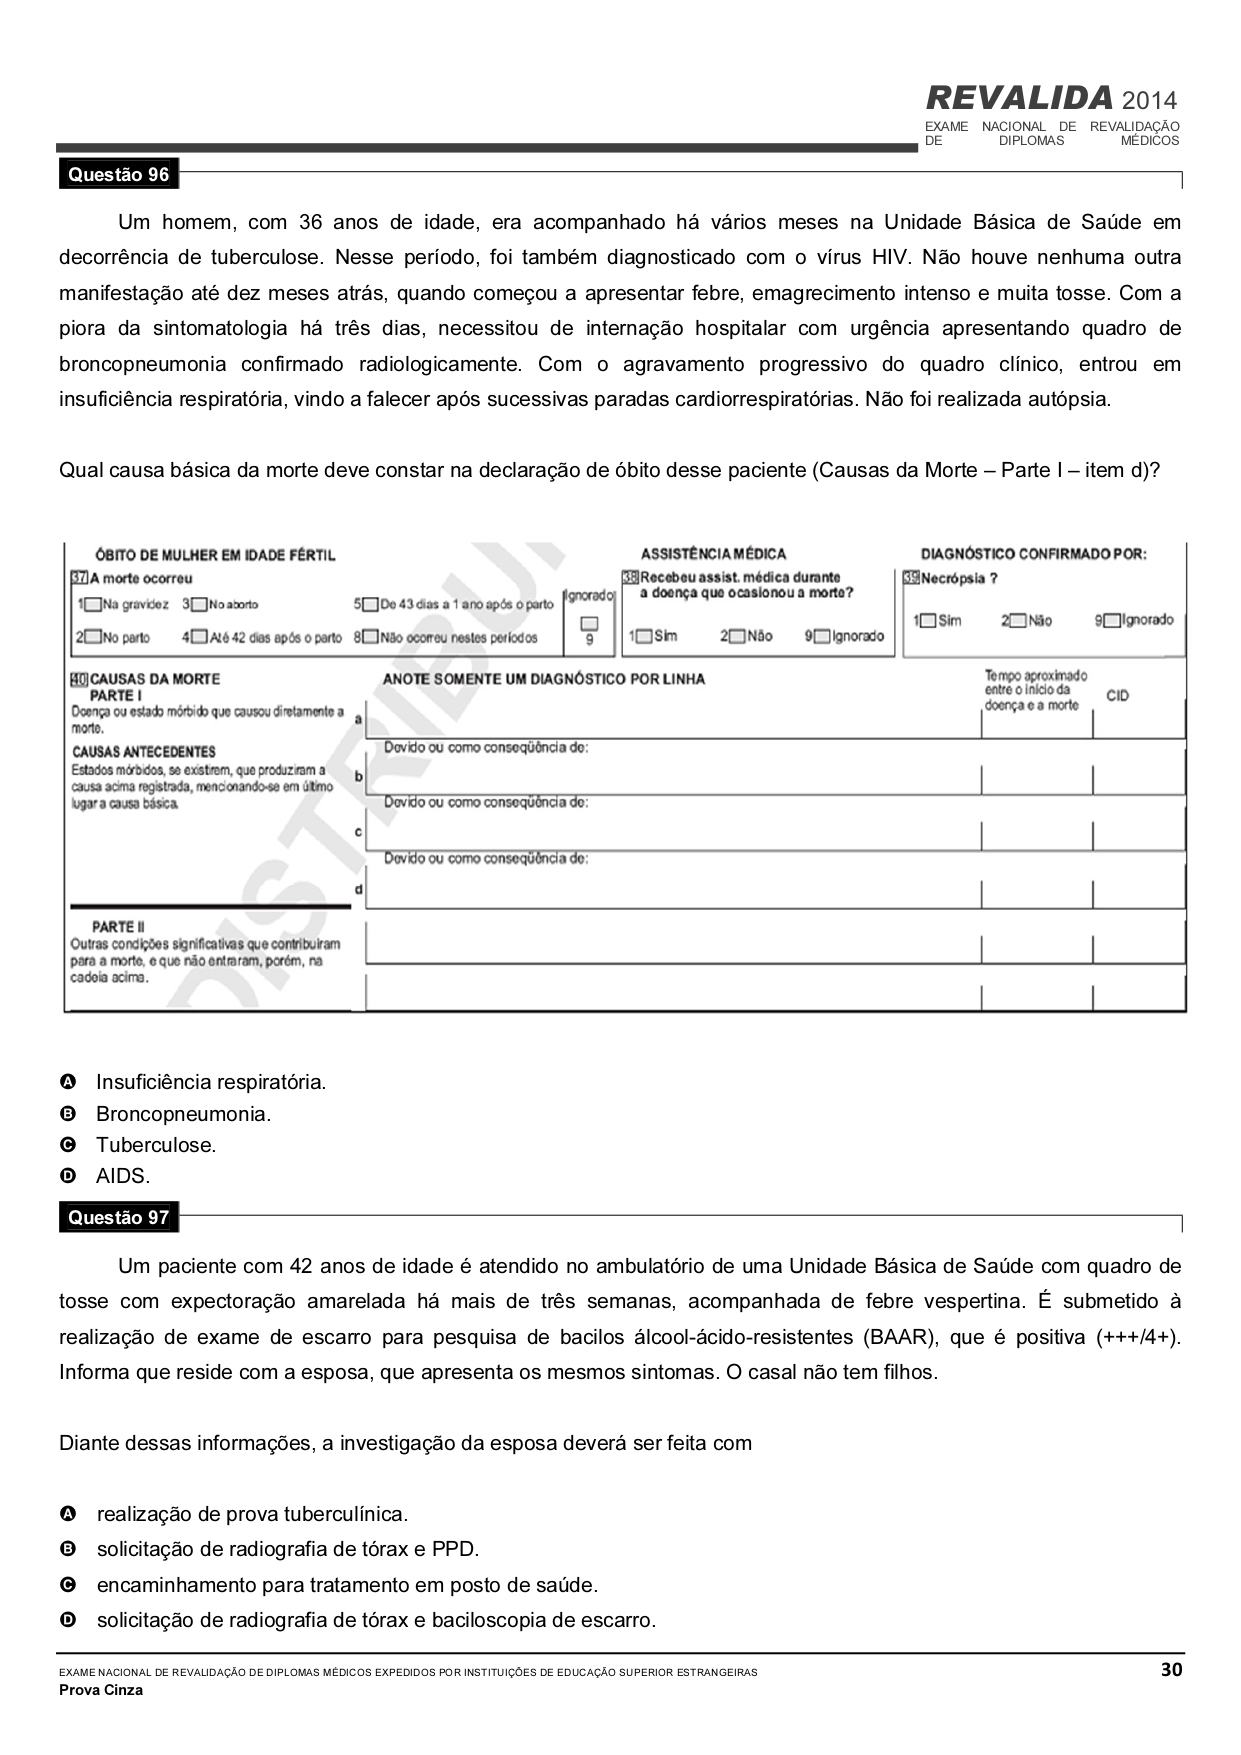 REVALIDA 2014
EXAME NACIONAL DE REVALIDAÇÃO
DE DIPLOMAS MÉDICOS
Questão 96
Um homem, com 36 anos de idade, era acompanhado há vários meses na Unidade Básica de Saúde em
decorrência de tuberculose. Nesse período, foi também diagnosticado com o vírus HIV. Não houve nenhuma outra
manifestação até dez meses atrás, quando começou a apresentar febre, emagrecimento intenso e muita tosse. Com a
piora da sintomatologia há três dias, necessitou de internação hospitalar com urgência apresentando quadro de
broncopneumonia confirmado radiologicamente. Com o agravamento progressivo do quadro clínico, entrou em
insuficiência respiratória, vindo a falecer após sucessivas paradas cardiorrespiratórias. Não foi realizada autópsia.
Qual causa básica da morte deve constar na declaração de óbito desse paciente (Causas da Morte – Parte I – item d)?
ÓBITO DE MULHER EM IDADE FÉRTIL
37 A morte ocorreu
1 Na gravidez 3 No aborto 5 De 43 dias a 1 ano após o parto
2 No parto 4 Até 42 dias após o parto 8 Não ocorreu nestes períodos
Ignorado
9
ASSISTÊNCIA MÉDICA
38 Recebeu assist. médica durante
a doença que ocasionou a morte?
1 Sim 2 Não 9 Ignorado
DIAGNÓSTICO CONFIRMADO POR:
39 Necrópsia ?
1 Sim 2 Não 9 Ignorado
40 CAUSAS DA MORTE
PARTE I
Doença ou estado mórbido que causou diretamente a
morte.
CAUSAS ANTECEDENTES
Estados mórbidos, se existirem, que produziram a
causa acima registrada, mencionando-se em último
lugar a causa básica.
ANOTE SOMENTE UM DIAGNÓSTICO POR LINHA
Tempo aproximado
entre o início da
doença e a morte
CID
a
Devido ou como conseqüência de:
b
Devido ou como conseqüência de:
c
Devido ou como conseqüência de:
d
PARTE II
Outras condições significativas que contribuíram
para a morte, e que não entraram, porém, na
cadeia acima.
DISTRIBU
A Insuficiência respiratória.
B Broncopneumonia.
C Tuberculose.
D AIDS.
Questão 97
Um paciente com 42 anos de idade é atendido no ambulatório de uma Unidade Básica de Saúde com quadro de
tosse com expectoração amarelada há mais de três semanas, acompanhada de febre vespertina. É submetido à
realização de exame de escarro para pesquisa de bacilos álcool-ácido-resistentes (BAAR), que é positiva (+++/4+).
Informa que reside com a esposa, que apresenta os mesmos sintomas. O casal não tem filhos.
Diante dessas informações, a investigação da esposa deverá ser feita com
A realização de prova tuberculínica.
B solicitação de radiografia de tórax e PPD.
C encaminhamento para tratamento em posto de saúde.
D solicitação de radiografia de tórax e baciloscopia de escarro.
EXAME NACIONAL DE REVALIDAÇÃO DE DIPLOMAS MÉDICOS EXPEDIDOS POR INSTITUIÇÕES DE EDUCAÇÃO SUPERIOR ESTRANGEIRAS
30
Prova Cinza